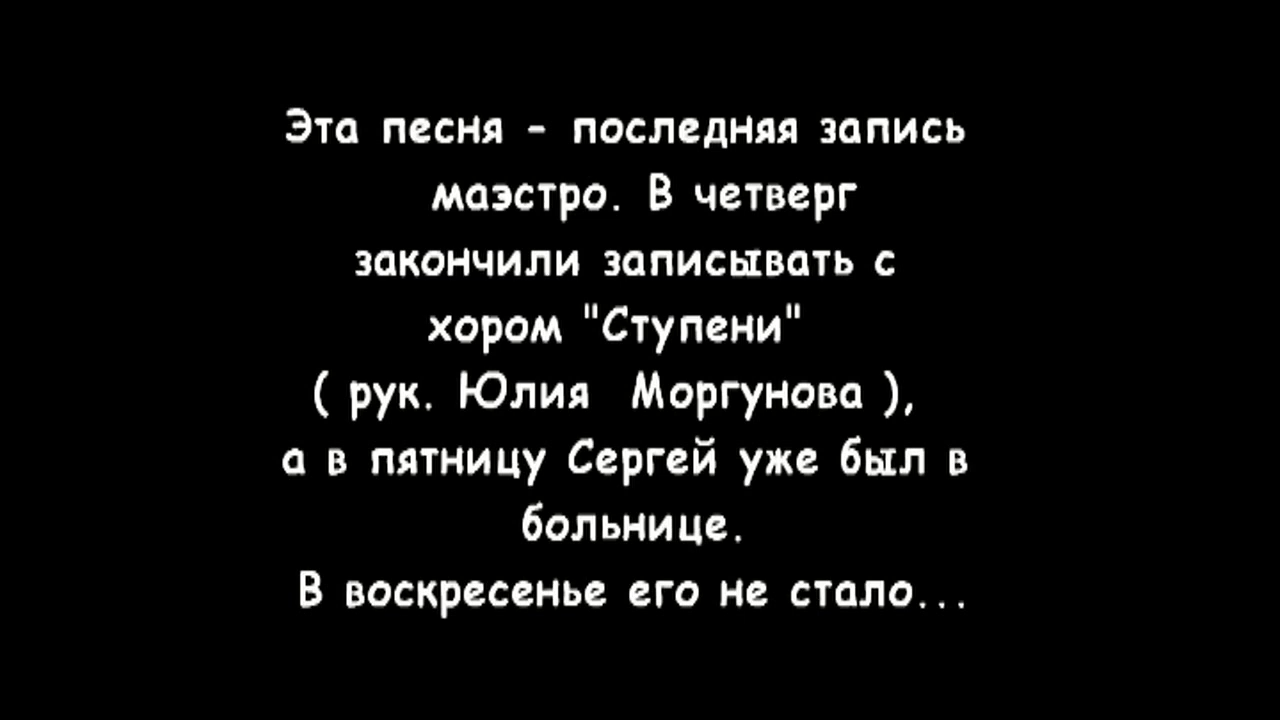 Эта песня - последняя запись
маэстро. В четверг
закончили записывать с
хором "Ступени"
( рук. Юлия Моргунова ),
а в пятницу Сергей уже был в
больнице.
В воскресенье его не стало...